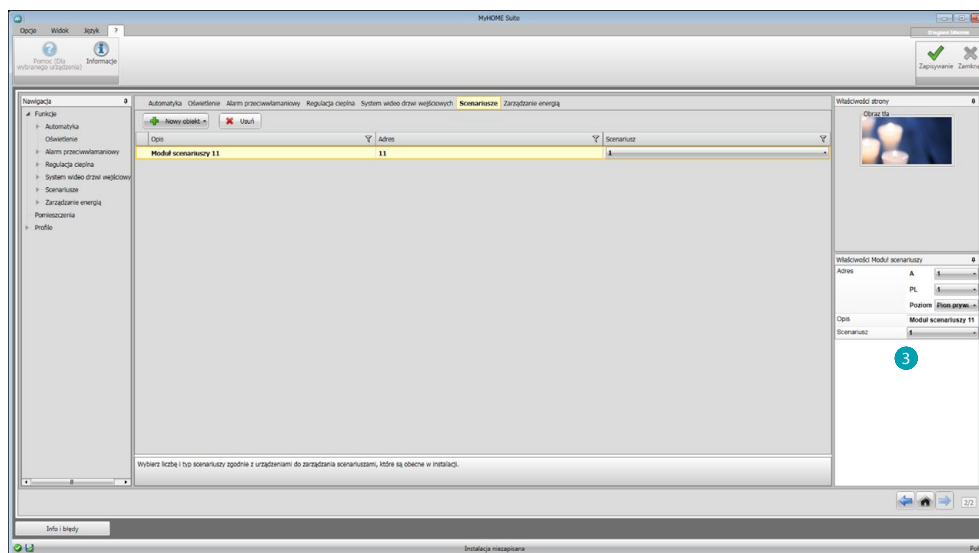 MyHOME Suite
Opcje Widok Język ?
Pomoc (Dla
wybranego urządzenia)
Informacje
Zapisywanie
Zamkn
Nawigacja
Funkcje
Automatyka
Oświetlenie
Alarm przeciwwłamaniowy
Regulacja cieplna
System wideo drzwi wejściowy
Scenariusze
Zarządzanie energią
Pomieszczenia
Profile
Automatyka Oświetlenie Alarm przeciwwłamaniowy Regulacja cieplna System wideo drzwi wejściowych Scenariusze Zarządzanie energią
Nowy obiekt
Usuń
Opis Adres Scenariusz
Moduł scenariuszy 11 11 1
Wybierz liczbę i typ scenariuszy zgodnie z urządzeniami do zarządzania scenariuszami, które są obecne w instalacji.
Właściwości strony
Obraz tła
Właściwości Moduł scenariuszy
Adres A 1
PL 1
Poziom Pion pryw
Opis Moduł scenariuszy 11
Scenariusz 1
3
2/2
Info i błędy
Instalacja niezapisana